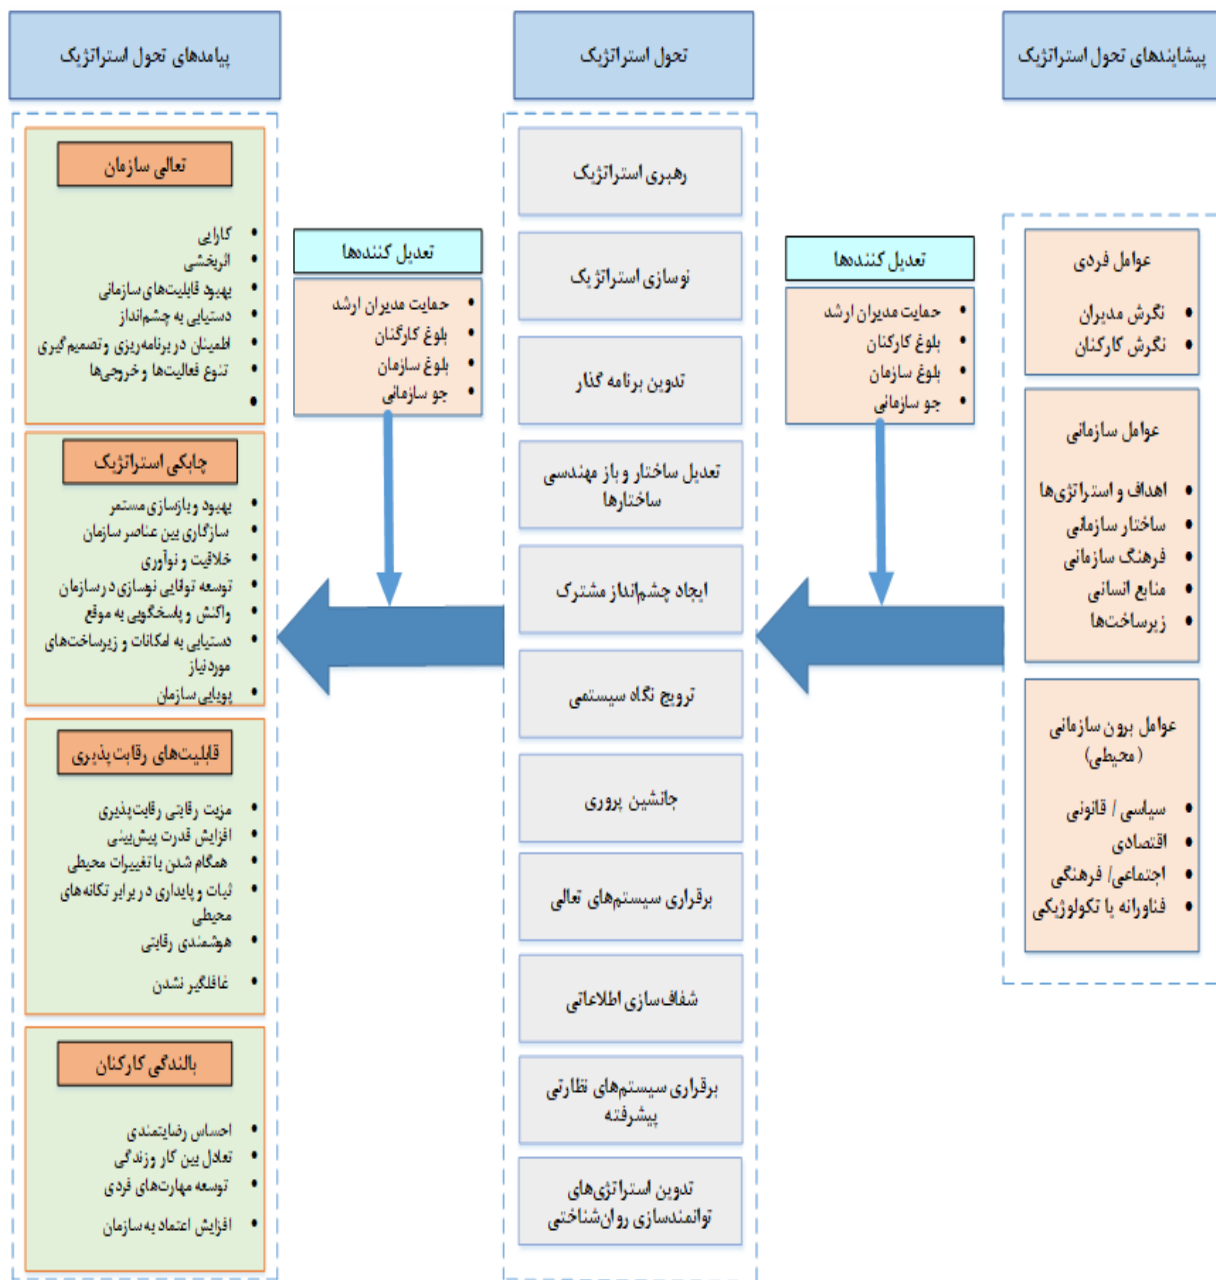 پیشایندهای تحول استراتژیک
عوامل فردی
• نگرش مدیران
• نگرش کارکنان
عوامل سازمانی
• اهداف و استراتژی‌ها
• ساختار سازمانی
• فرهنگ سازمانی
• منابع انسانی
• زیرساخت‌ها
عوامل برون سازمانی
(محیطی)
• سیاسی / قانونی
• اقتصادی
• اجتماعی/ فرهنگی
• فناورانه یا تکولوژیکی
تعدیل کننده‌ها
• حمایت مدیران ارشد
• بلوغ کارکنان
• بلوغ سازمان
• جو سازمانی
تحول استراتژیک
رهبری استراتژیک
نوسازی استراتژیک
تدوین برنامه گذار
تعدیل ساختار و باز مهندسی
ساختارها
ایجاد چشم‌انداز مشترک
ترویج نگاه سیستمی
جانشین پروری
برقراری سیستم‌های تعالی
شفاف‌سازی اطلاعاتی
برقراری سیستم‌های نظارتی
پیشرفته
تدوین استراتژی‌های
توانمندسازی روان‌شناختی
تعدیل کننده‌ها
• حمایت مدیران ارشد
• بلوغ کارگنان
• بلوغ سازمان
• جو سازمانی
پیامدهای تحول استراتژیک
تعالی سازمان
• کارایی
• اثربخشی
• بهبود قابلیت‌های سازمانی
• دستیابی به چشم‌انداز
• اطمینان در برنامه‌ریزی و تصمیم گیری
• تنوع فعالیت‌ها و خروجی‌ها
•
چابکی استراتژیک
• بهبود و بازسازی مستمر
• سازگاری بین عناصر سازمان
• خلاقیت و نوآوری
• توسعه توانایی نوسازی در سازمان
• واکنش و پاسخگویی به موقع
• دستیابی به امکانات و زیرساخت‌های
مورد نیاز
• پویایی سازمان
قابلیت‌های رقابت پذیری
• مزیت رقابتی رقابت‌پذیری
• افزایش قدرت پیش‌بینی
• همگام شدن با تغییرات محیطی
• ثبات و پایداری در برابر تکانه‌های
محیطی
• هوشمندی رقابتی
• غافلگیر نشدن
بالندگی کارکنان
• احساس رضایتمندی
• تعادل بین کار و زندگی
• توسعه مهارت‌های فردی
• افزایش اعتماد به سازمان